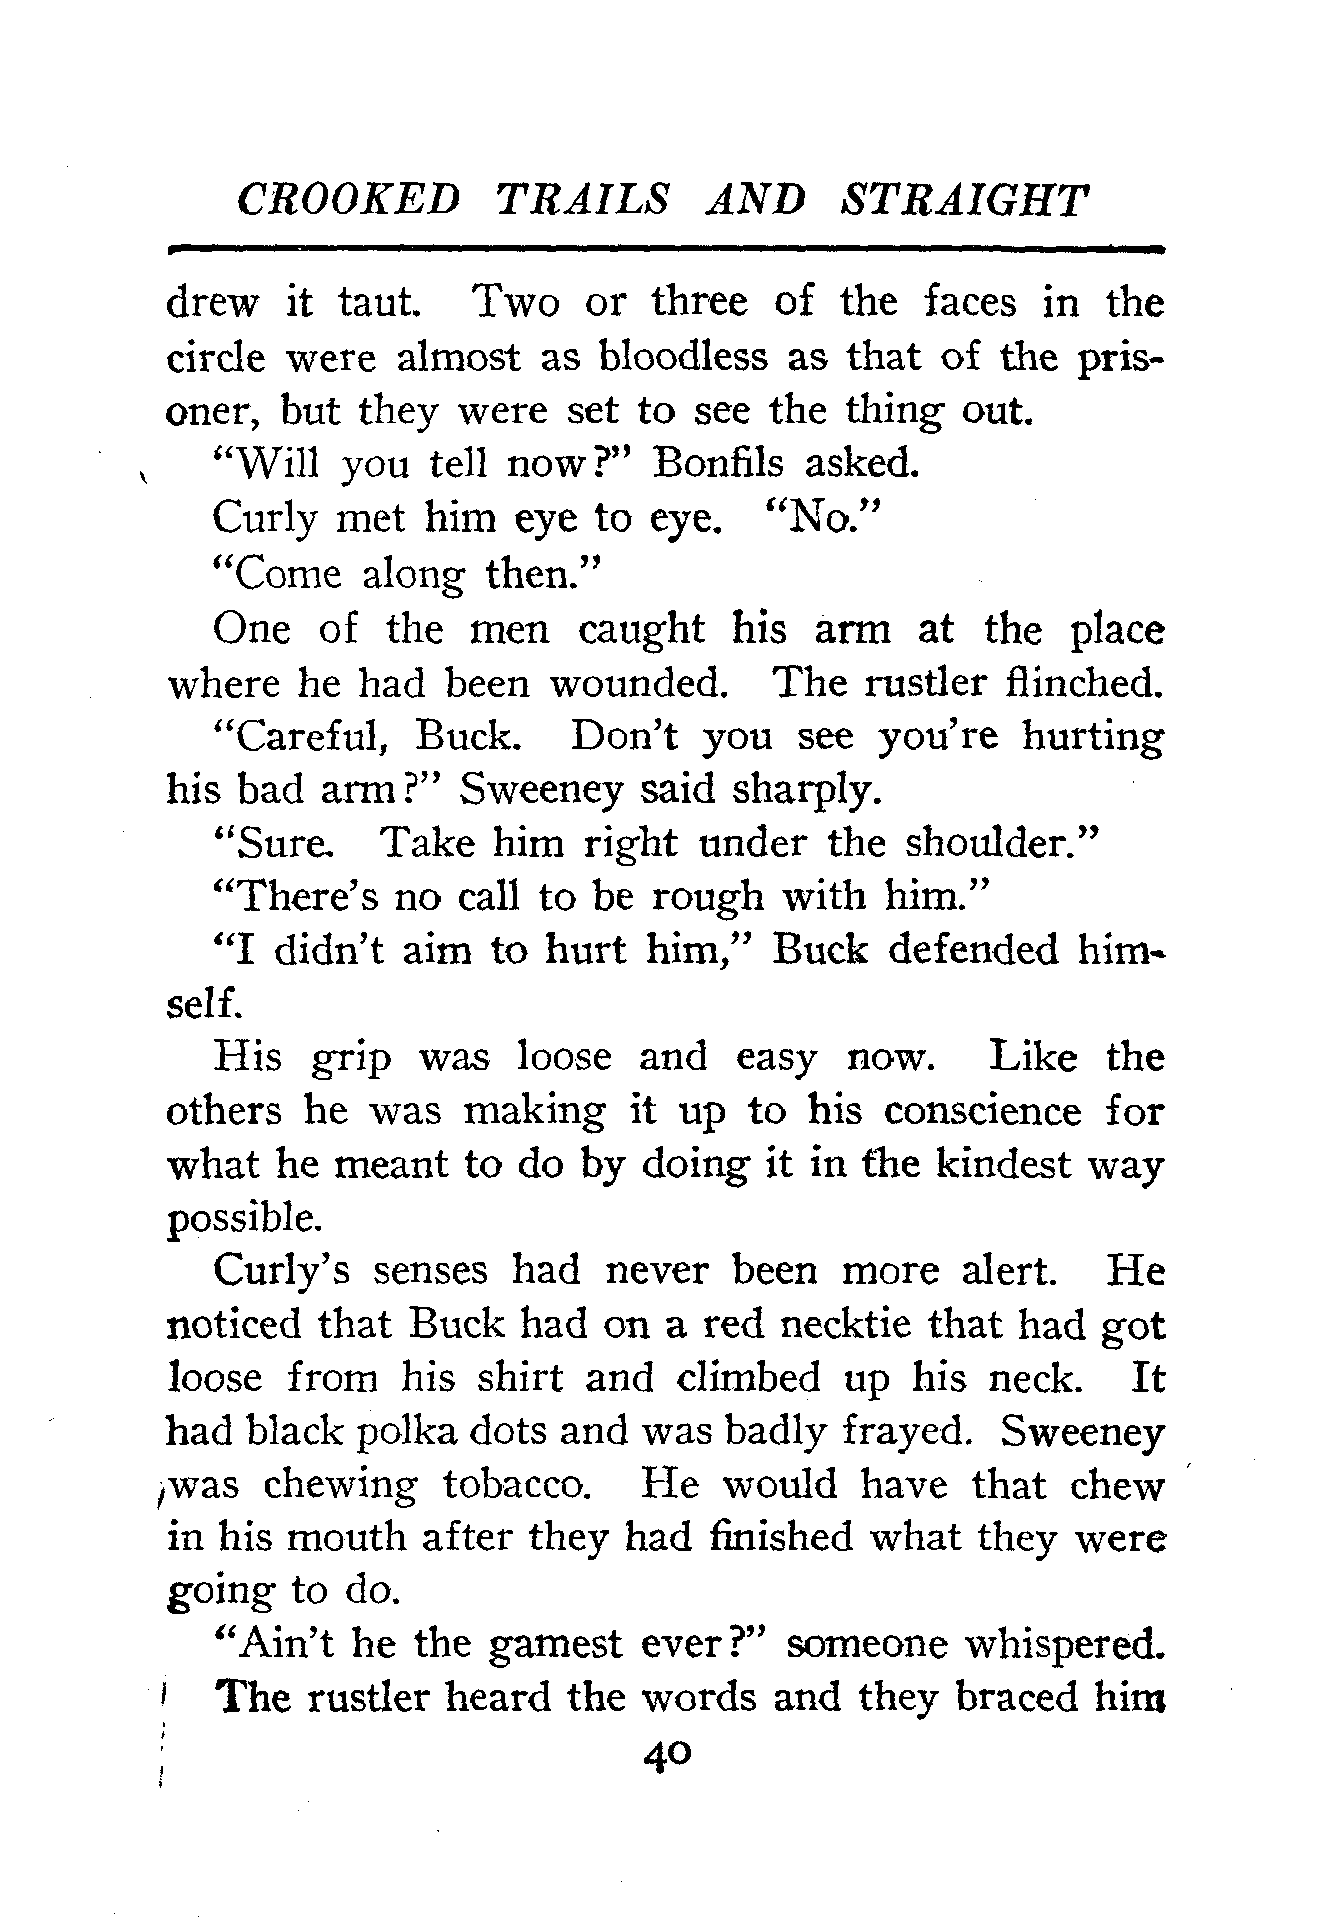 CROOKED TRAILS AND STRAIGHT
drew it taut. Two or three of the faces in the
circle were almost as bloodless as that of the pris-
oner, but they were set to see the thing out.
"Will you tell now?" Bonfils asked.
Curly met him eye to eye. "No."
"Come along then."
One of the men caught his arm at the place
where he had been wounded. The rustler flinched.
"Careful, Buck. Don't you see you're hurting
his bad arm?" Sweeney said sharply.
"Sure. Take him right under the shoulder."
"There's no call to be rough with him."
"I didn't aim to hurt him," Buck defended him-
self.
His grip was loose and easy now. Like the
others he was making it up to his conscience for
what he meant to do by doing it in the kindest way
possible.
Curly's senses had never been more alert. He
noticed that Buck had on a red necktie that had got
loose from his shirt and climbed up his neck. It
had black polka dots and was badly frayed. Sweeney
was chewing tobacco. He would have that chew
in his mouth after they had finished what they were
going to do.
"Ain't he the gamest ever?" someone whispered.
The rustler heard the words and they braced him
40